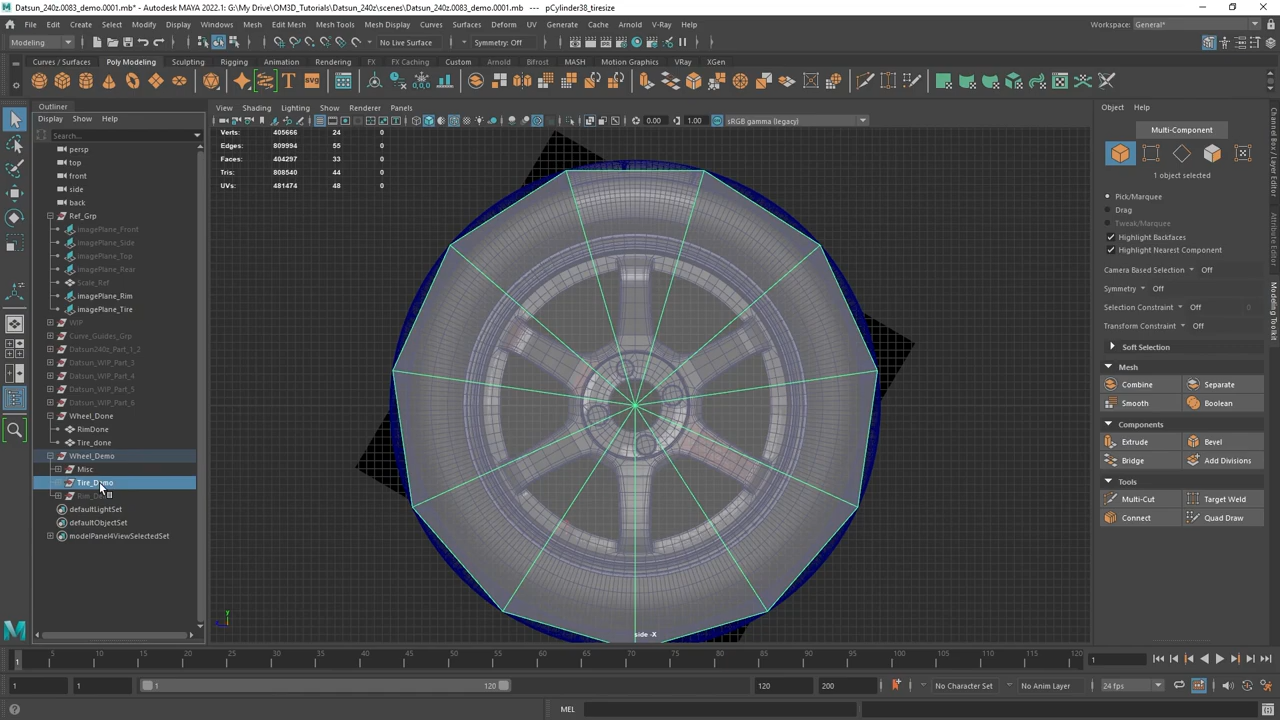 Datsun_240z.0083_demo.0001.mb* - Autodesk MAYA 2022.1: G:\My Drive\OM3D_Tutorials\Datsun_240z\scenes\Datsun_240z.0083_demo.0001.mb --- pCylinder38_tiresize
File Edit Create Select Modify Display Windows Mesh Edit Mesh Mesh Tools Mesh Display Curves Surfaces Deform UV Generate Cache Arnold V-Ray Help
Workspace: General*
Modeling
No Live Surface
Symmetry: Off
Curves / Surfaces Poly Modeling Sculpting Rigging Animation Rendering FX FX Caching Custom Arnold Bifrost MASH Motion Graphics VRay XGen
Outliner
Display Show Help
Search...
persp
top
front
side
back
Ref_Grp
imagePlane_Front
imagePlane_Side
imagePlane_Top
imagePlane_Rear
Scale_Ref
imagePlane_Rim
imagePlane_Tire
WIP
Curve_Guides_Grp
Datsun240z_Part_1_2
Datsun_WIP_Part_3
Datsun_WIP_Part_4
Datsun_WIP_Part_5
Datsun_WIP_Part_6
Wheel_Done
RimDone
Tire_done
Wheel_Demo
Misc
Tire_Demo
defaultLightSet
defaultObjectSet
modelPanel4ViewSelectedSet
View Shading Lighting Show Renderer Panels
0.00 1.00 sRGB gamma (legacy)
Verts: 405666 24 0
Edges: 809994 55 0
Faces: 404297 33 0
Tris: 808540 44 0
UVs: 481474 48 0
side -X
Object Help
Multi-Component
1 object selected
Pick/Marquee
Drag
Tweak/Marquee
Highlight Backfaces
Highlight Nearest Component
Camera Based Selection Off
Symmetry Off
Selection Constraint Off 0
Transform Constraint Off
Soft Selection
Mesh
Combine Separate
Smooth Boolean
Components
Extrude Bevel
Bridge Add Divisions
Tools
Multi-Cut Target Weld
Connect Quad Draw
Channel Box / Layer Editor
Attribute Editor
Modeling Toolkit
1 5 10 15 20 25 30 35 40 45 50 55 60 65 70 75 80 85 90 95 100 105 110 115 120
1
1 1 1 120 120 200
No Character Set No Anim Layer 24 fps
MEL